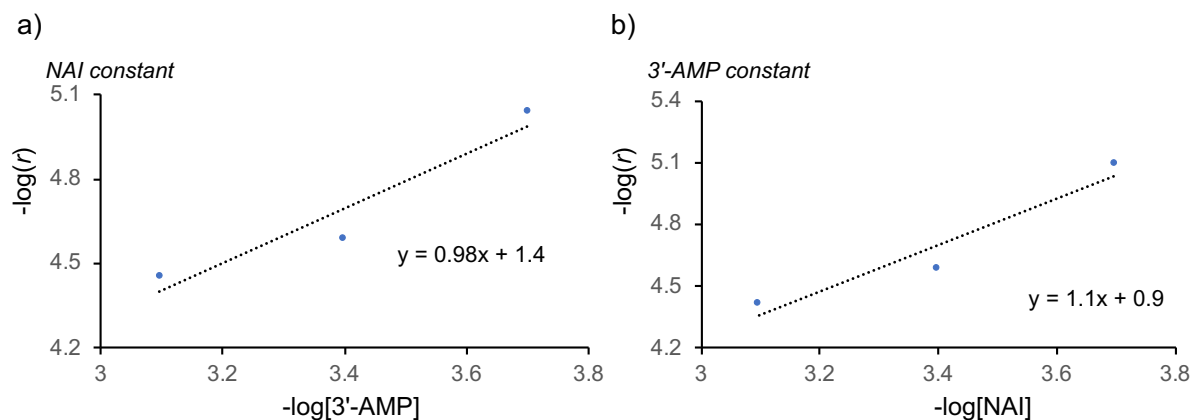 a)
NAI constant
5.1
4.8
4.5
4.2
-log(r)
y = 0.98x + 1.4
3 3.2 3.4 3.6 3.8
-log[3'-AMP]
b)
3'-AMP constant
5.4
5.1
4.8
4.5
4.2
-log(r)
y = 1.1x + 0.9
3 3.2 3.4 3.6 3.8
-log[NAI]